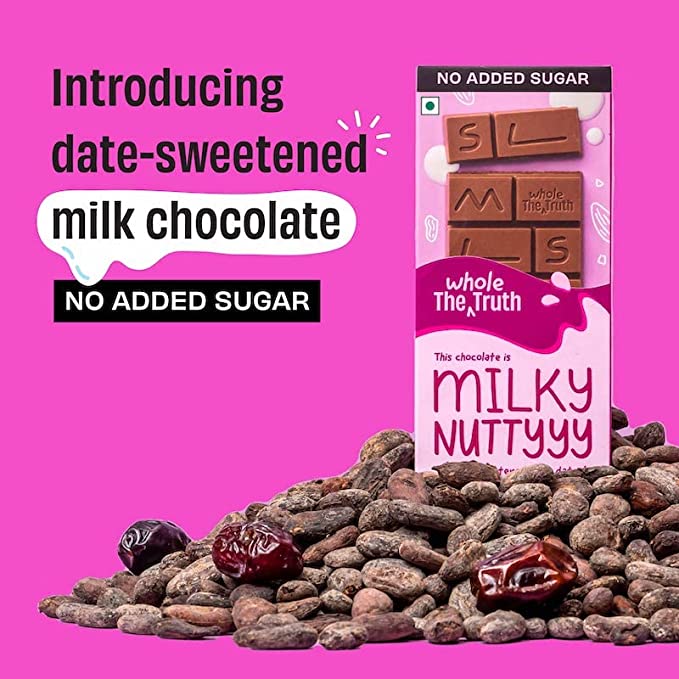 Introducing
date-sweetened
milk chocolate
NO ADDED SUGAR
NO ADDED SUGAR
S L
M whole The Truth
L S
whole
The Truth
This chocolate is
MILKY
NUTTYYY